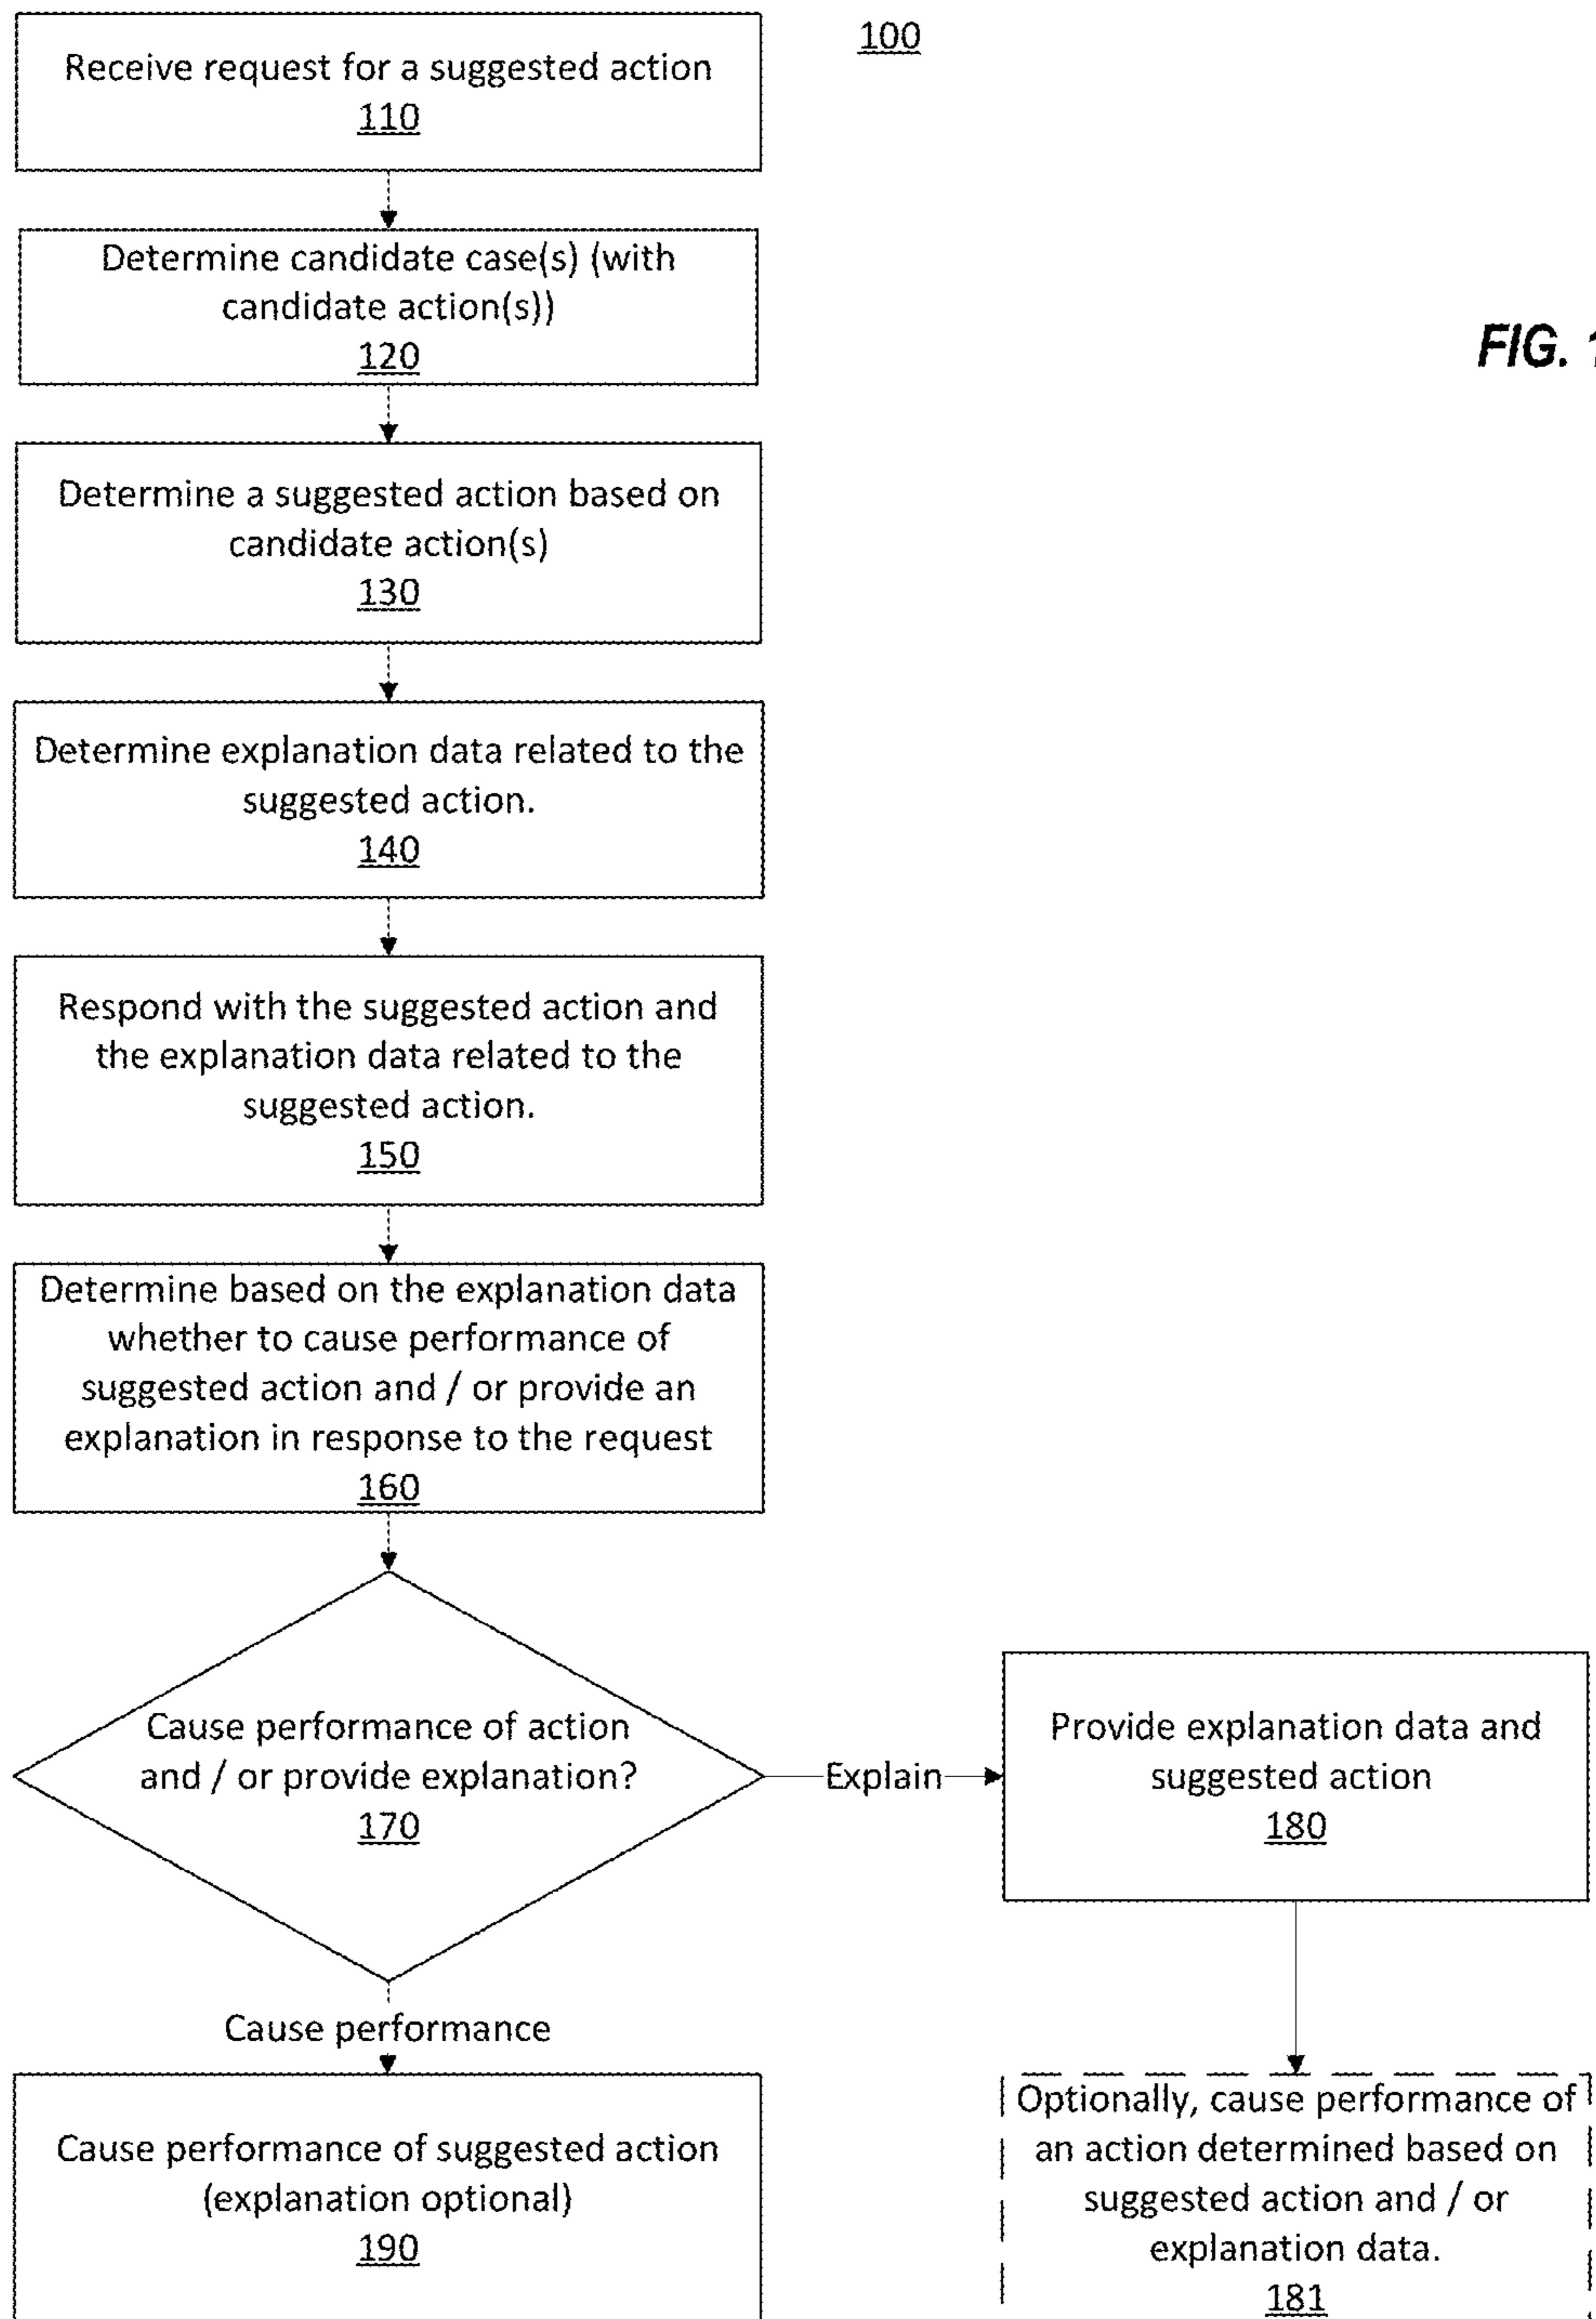 100
Receive request for a suggested action
110
Determine candidate case(s) (with
candidate action(s))
120
FIG. 1
Determine a suggested action based on
candidate action(s)
130
Determine explanation data related to the
suggested action.
140
Respond with the suggested action and
the explanation data related to the
suggested action.
150
Determine based on the explanation data
whether to cause performance of
suggested action and / or provide an
explanation in response to the request
160
Cause performance of action
and / or provide explanation?
170
Explain
Provide explanation data and
suggested action
180
Cause performance
Cause performance of suggested action
(explanation optional)
190
Optionally, cause performance of
an action determined based on
suggested action and / or
explanation data.
181